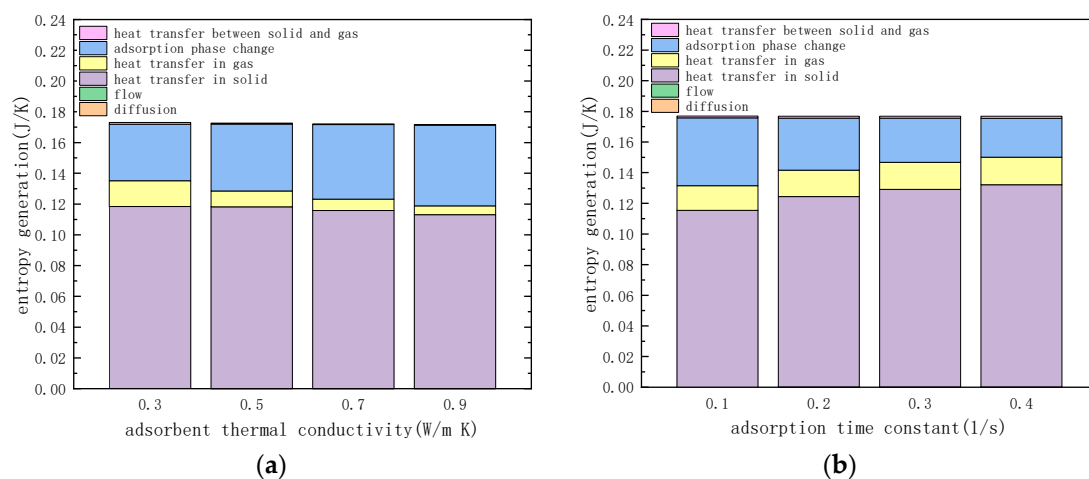 heat transfer between solid and gas
adsorption phase change
heat transfer in gas
heat transfer in solid
flow
diffusion
entropy generation(J/K)
0.24
0.22
0.20
0.18
0.16
0.14
0.12
0.10
0.08
0.06
0.04
0.02
0.00
0.3 0.5 0.7 0.9
adsorbent thermal conductivity(W/m K)
(a)
heat transfer between solid and gas
adsorption phase change
heat transfer in gas
heat transfer in solid
flow
diffusion
entropy generation(J/K)
0.24
0.22
0.20
0.18
0.16
0.14
0.12
0.10
0.08
0.06
0.04
0.02
0.00
0.1 0.2 0.3 0.4
adsorption time constant(1/s)
(b)